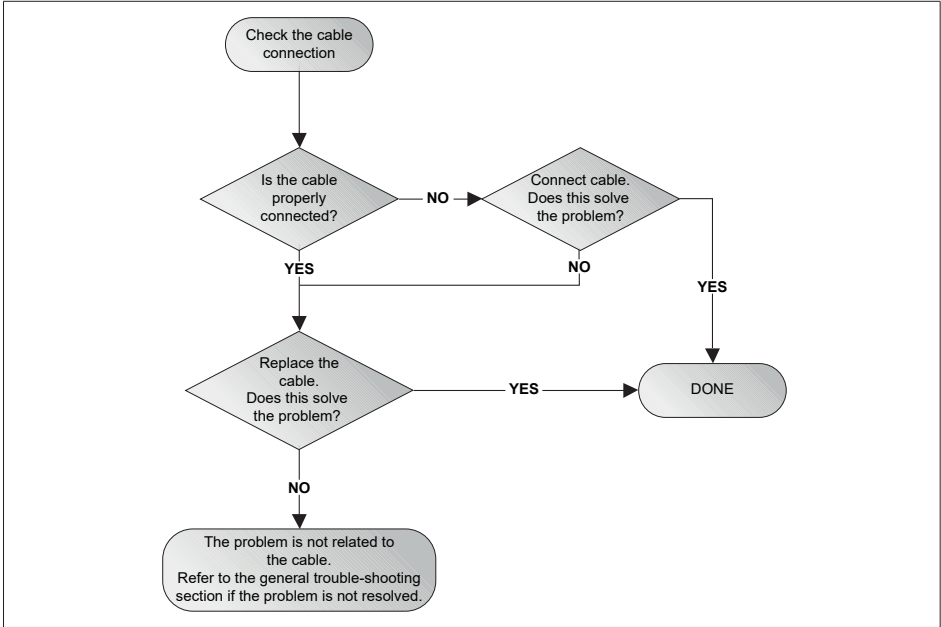 Check the cable
connection
Is the cable
properly
connected?
NO
Connect cable.
Does this solve
the problem?
YES
NO
YES
Replace the
cable.
Does this solve
the problem?
YES
DONE
NO
The problem is not related to
the cable.
Refer to the general trouble-shooting
section if the problem is not resolved.